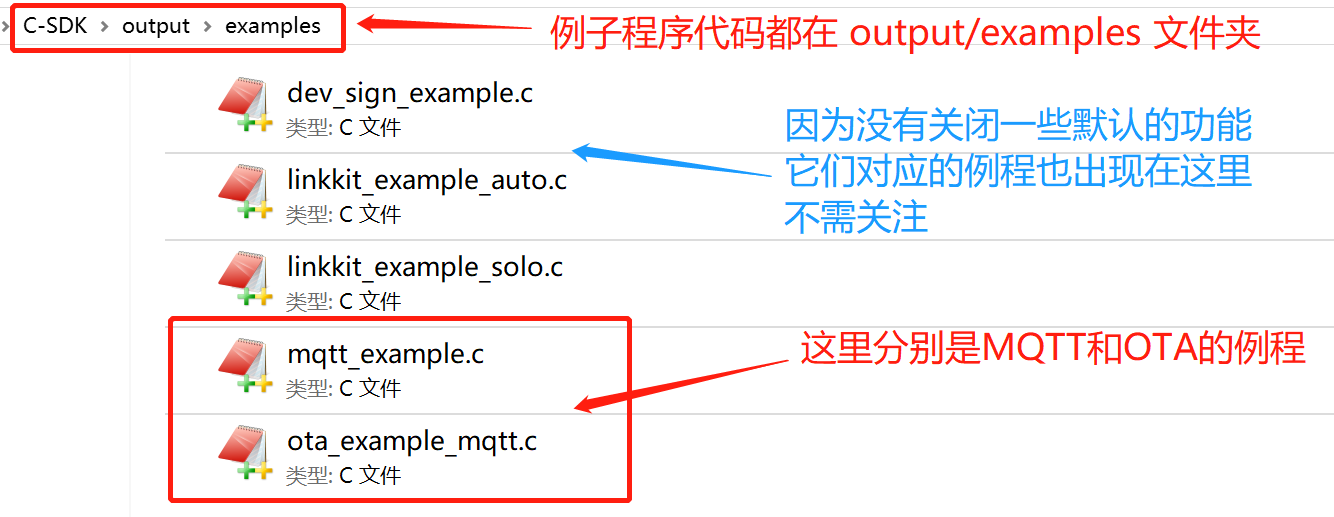 C-SDK > output > examples
例子程序代码都在 output/examples 文件夹
dev_sign_example.c
类型: C 文件
因为没有关闭一些默认的功能
它们对应的例程也出现在这里
不需关注
linkkit_example_auto.c
类型: C 文件
linkkit_example_solo.c
类型: C 文件
mqtt_example.c
类型: C 文件
这里分别是MQTT和OTA的例程
ota_example_mqtt.c
类型: C 文件